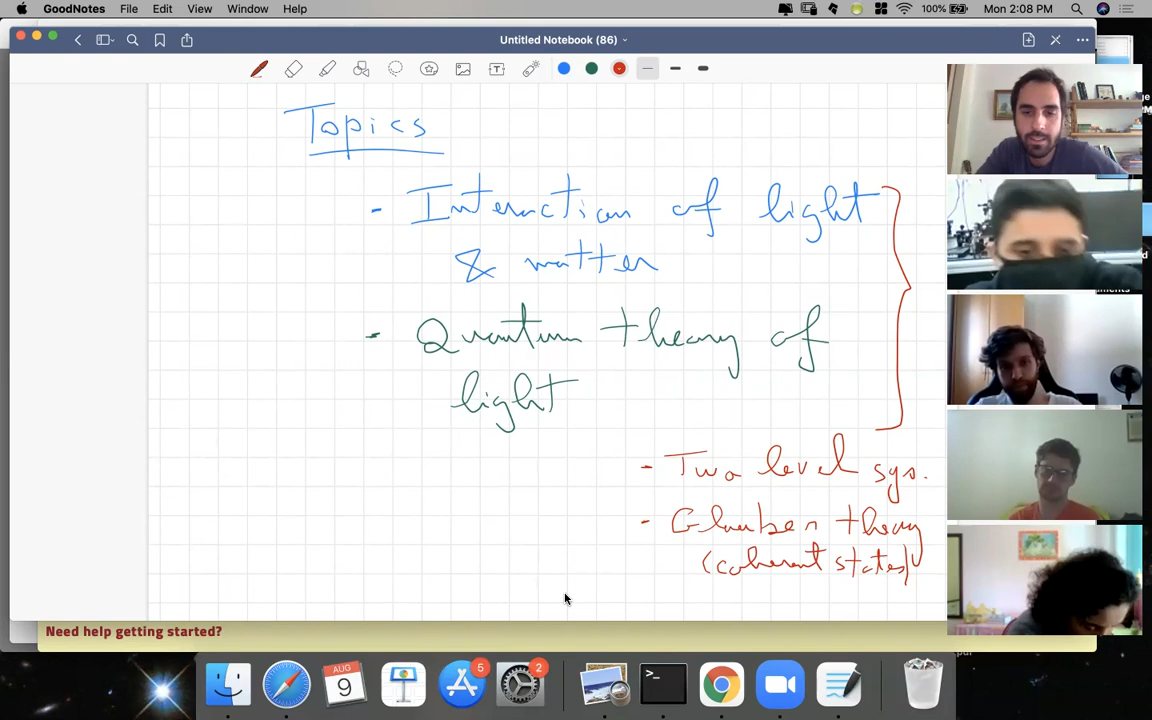 GoodNotes File Edit View Window Help 100% Mon 2:08 PM
Untitled Notebook (86)
Topics
- Interaction of light
& matter
- Quantum theory of
light
- Two level sys.
- Glauber theory
(coherent states)
Need help getting started?
AUG
9
5
2